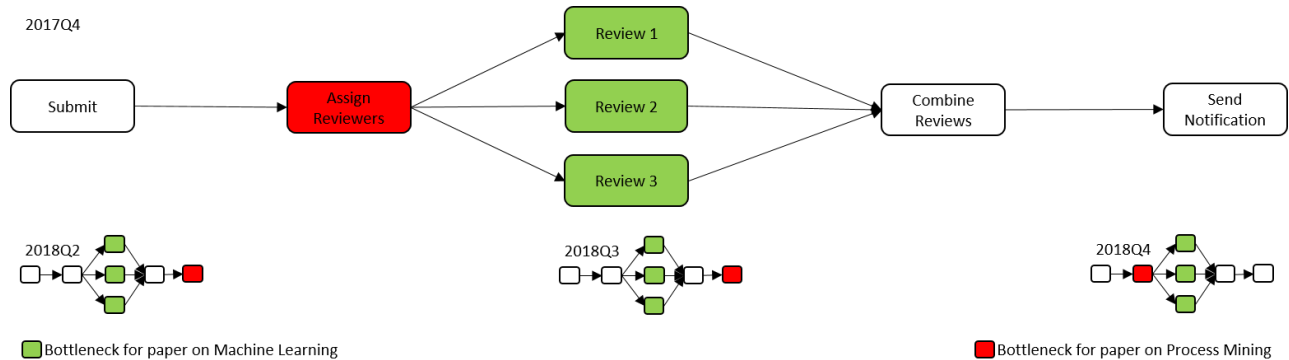 2017Q4
Submit
Assign
Reviewers
Review 1
Review 2
Review 3
Combine
Reviews
Send
Notification
2018Q2
2018Q3
2018Q4
Bottleneck for paper on Machine Learning
Bottleneck for paper on Process Mining